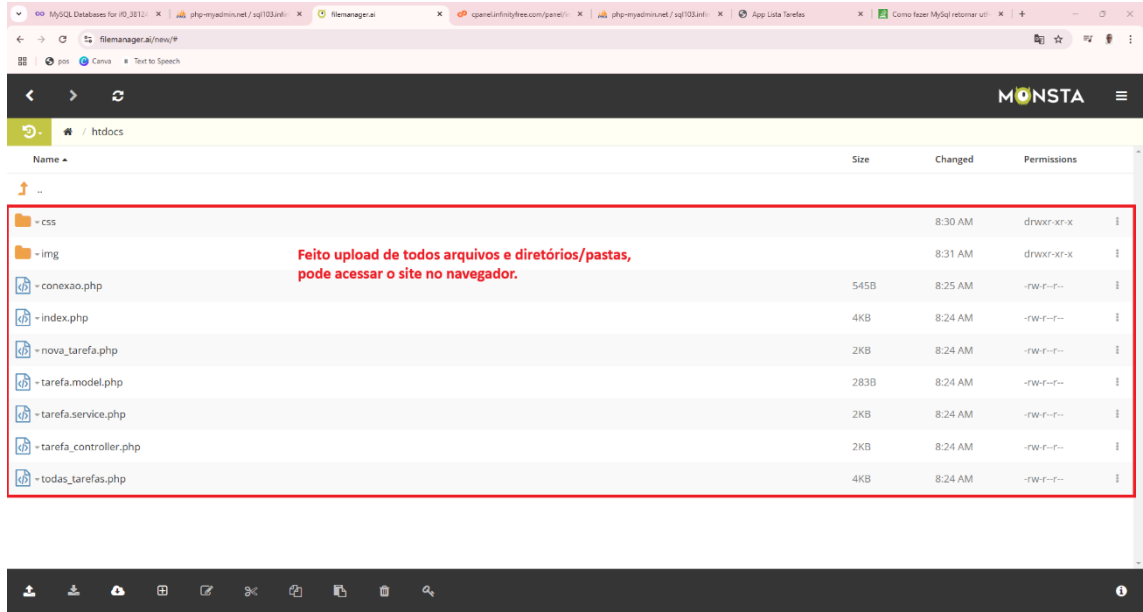 MySQL Databases for if0_3812
php-myadmin.net / sql103.infin
filemanager.ai
cpanel.infinityfree.com/panel/in
php-myadmin.net / sql103.infin
App Lista Tarefas
Como fazer MySql retomar
filemanager.ai/new/#
pos
Canva
Text to Speech
MONSTA
/ htdocs
Name Size Changed Permissions
..
css 8:30 AM drwxr-xr-x
img 8:31 AM drwxr-xr-x
Feito upload de todos arquivos e diretórios/pastas,
pode acessar o site no navegador.
conexao.php 545B 8:25 AM -rw-r--r--
index.php 4KB 8:24 AM -rw-r--r--
nova_tarefa.php 2KB 8:24 AM -rw-r--r--
tarefa.model.php 283B 8:24 AM -rw-r--r--
tarefa.service.php 2KB 8:24 AM -rw-r--r--
tarefa_controller.php 2KB 8:24 AM -rw-r--r--
todas_tarefas.php 4KB 8:24 AM -rw-r--r--